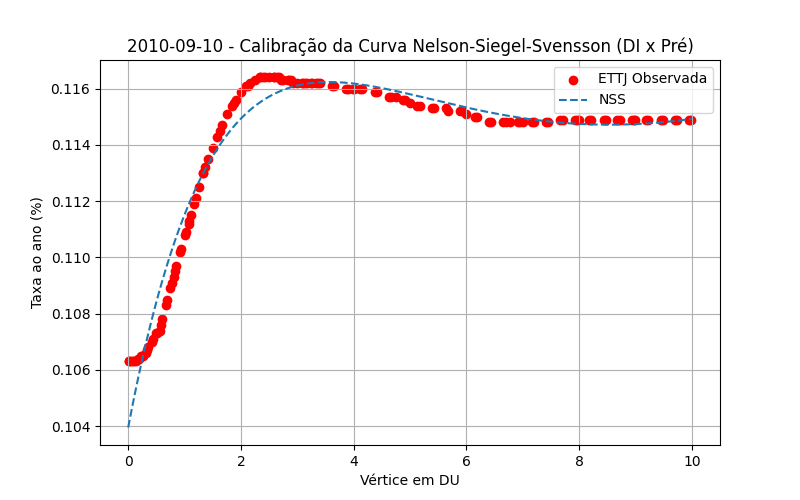 2010-09-10 - Calibração da Curva Nelson-Siegel-Svensson (DI x Pré)
0.116
0.114
0.112
0.110
0.108
0.106
0.104
Taxa ao ano (%)
ETTJ Observada
NSS
0 2 4 6 8 10
Vértice em DU